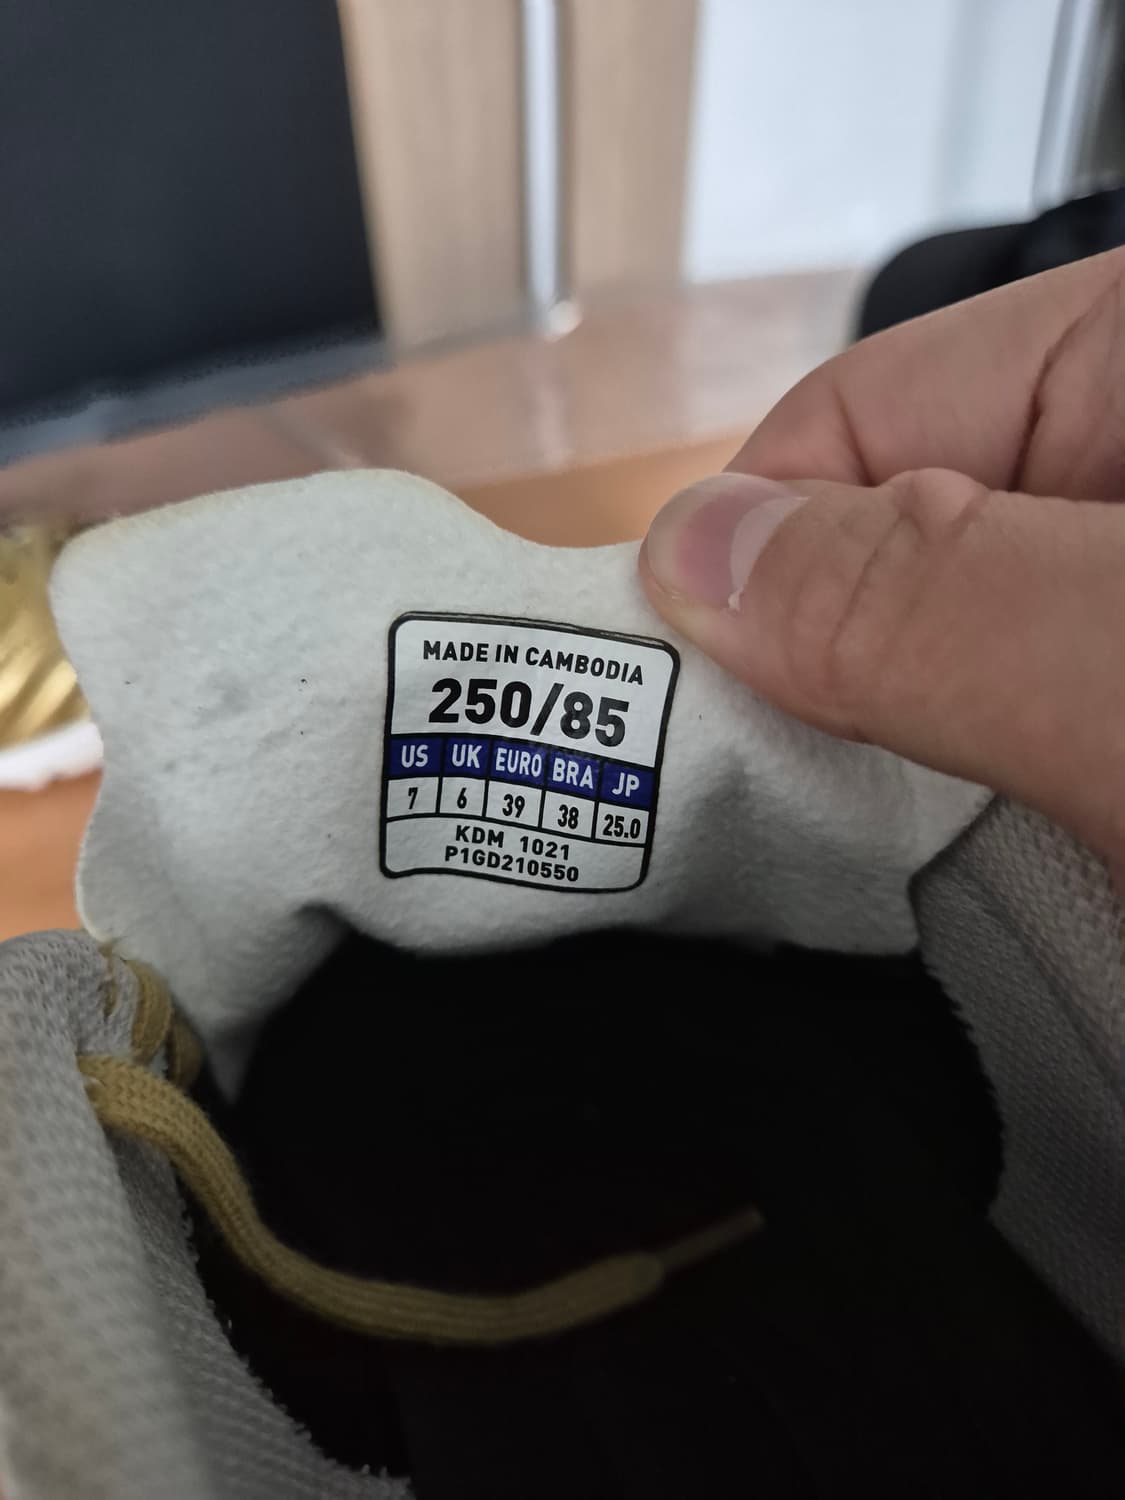 MADE IN CAMBODIA
250/85
US UK EURO BRA JP
7 6 39 38 25.0
KDM 1021
P1GD210550